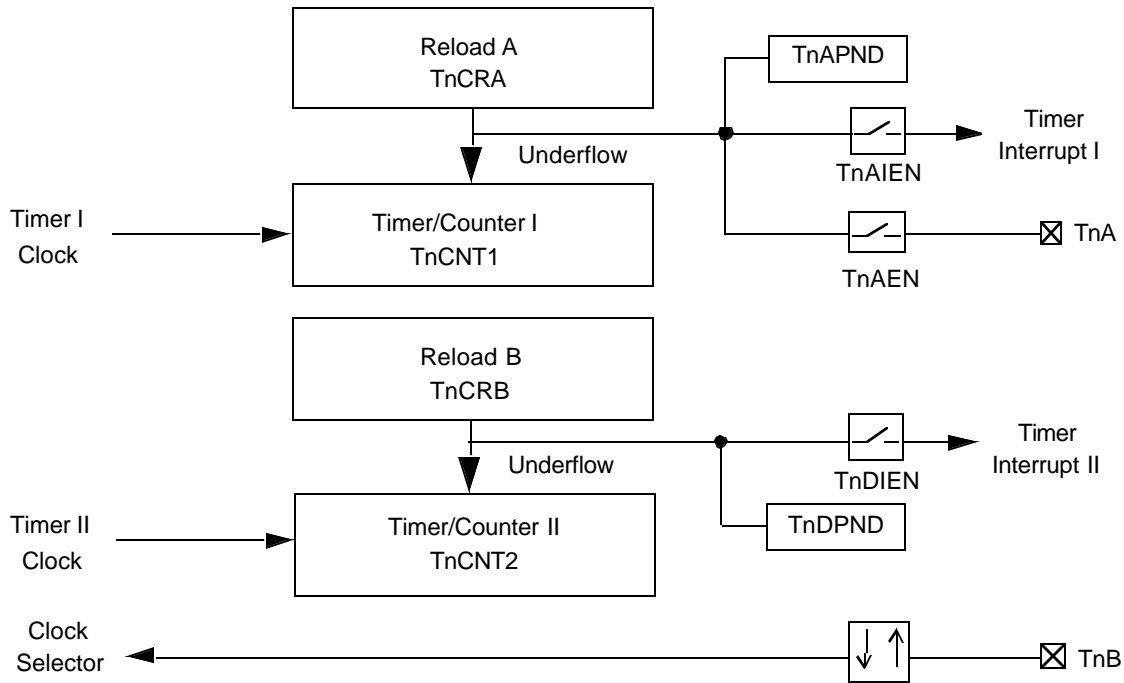 Reload A
TnCRA
TnAPND
Timer
Interrupt I
Underflow
TnAIEN
Timer I
Clock
Timer/Counter I
TnCNT1
TnA
TnAEN
Reload B
TnCRB
Timer
Interrupt II
Underflow
TnDIEN
Timer II
Clock
Timer/Counter II
TnCNT2
TnDPND
Clock
Selector
TnB